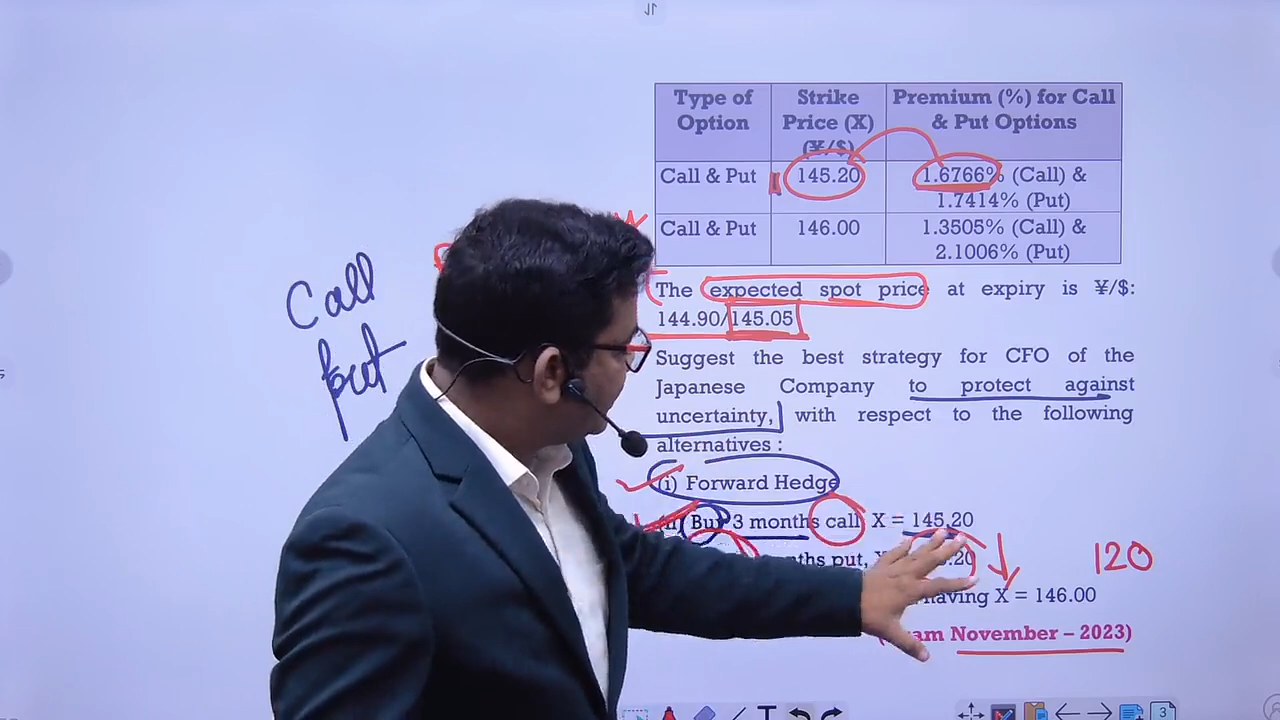 Type of Option
Strike Price (X) (¥/$)
Premium (%) for Call & Put Options
Call & Put
145.20
1.6766% (Call) &
1.7414% (Put)
Call & Put
146.00
1.3505% (Call) &
2.1006% (Put)
The expected spot price at expiry is ¥/$:
144.90/145.05
Suggest the best strategy for CFO of the
Japanese Company to protect against
uncertainty, with respect to the following
alternatives :
(i) Forward Hedge
Buy 3 months call, X = 145.20
put,
having X = 146.00
November – 2023)
Call
put
120
3